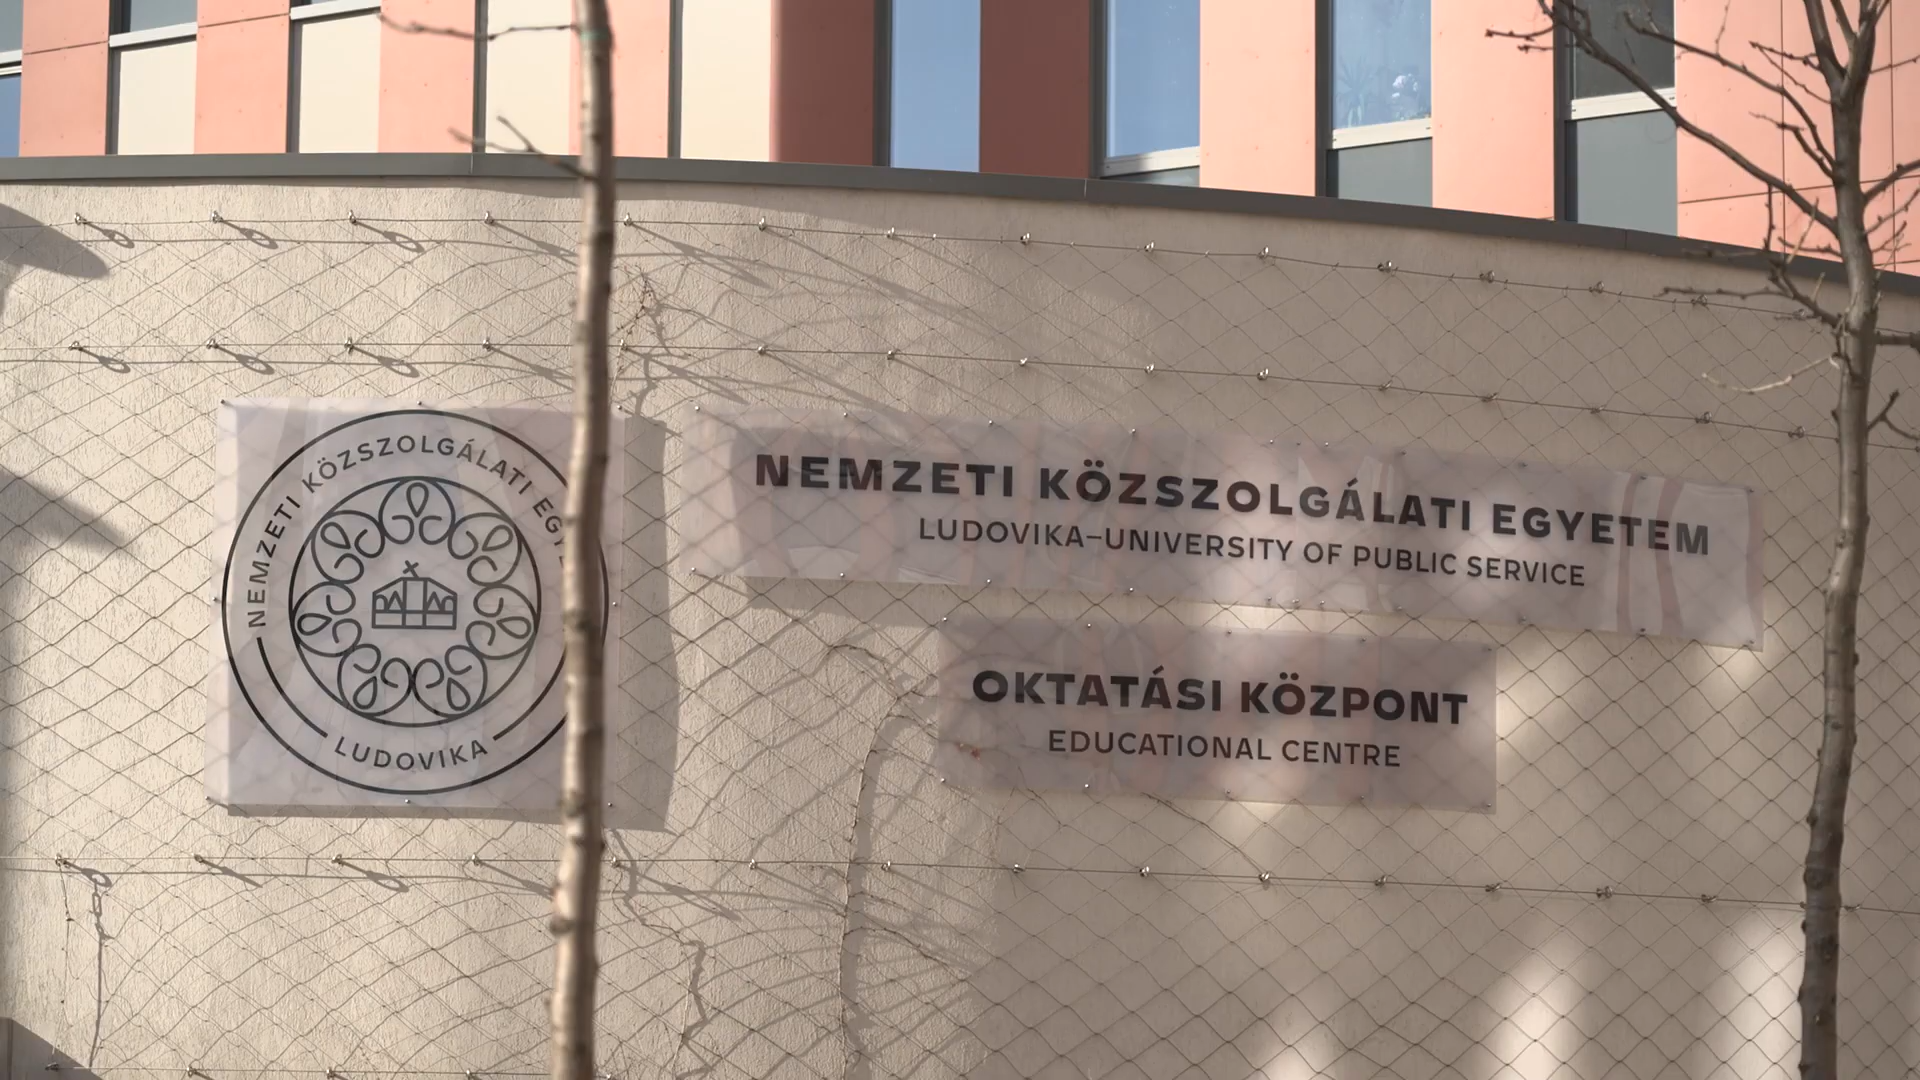 NEMZETI KÖZSZOLGÁLATI
LUDOVIKA
NEMZETI KÖZSZOLGÁLATI EGYETEM
LUDOVIKA–UNIVERSITY OF PUBLIC SERVICE
OKTATÁSI KÖZPONT
EDUCATIONAL CENTRE